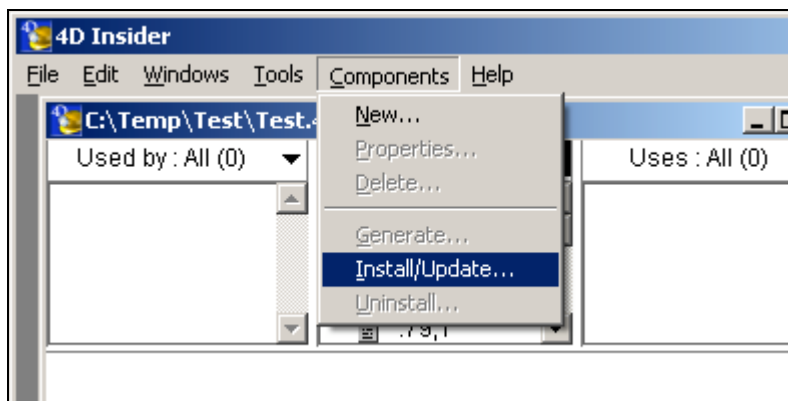 4D Insider
File Edit Windows Tools Components Help
C:\Temp\Test\Test.
New...
Used by : All (0)
Uses : All (0)
Properties...
Delete...
Generate...
Install/Update...
Uninstall...